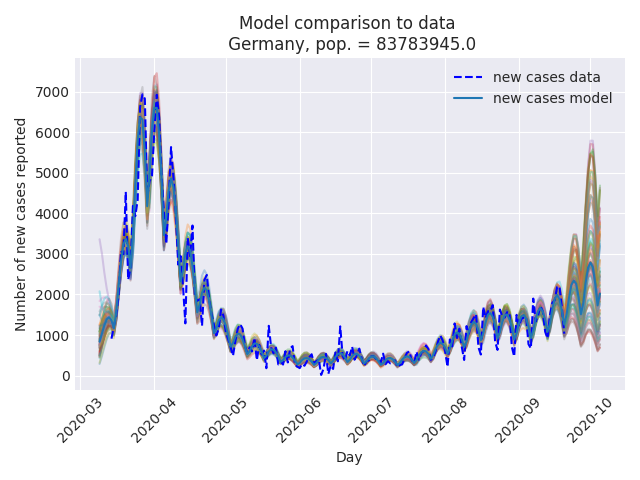 Model comparison to data
Germany, pop. = 83783945.0
new cases data
new cases model
Number of new cases reported
7000
6000
5000
4000
3000
2000
1000
0
2020-03
2020-04
2020-05
2020-06
2020-07
2020-08
2020-09
2020-10
Day